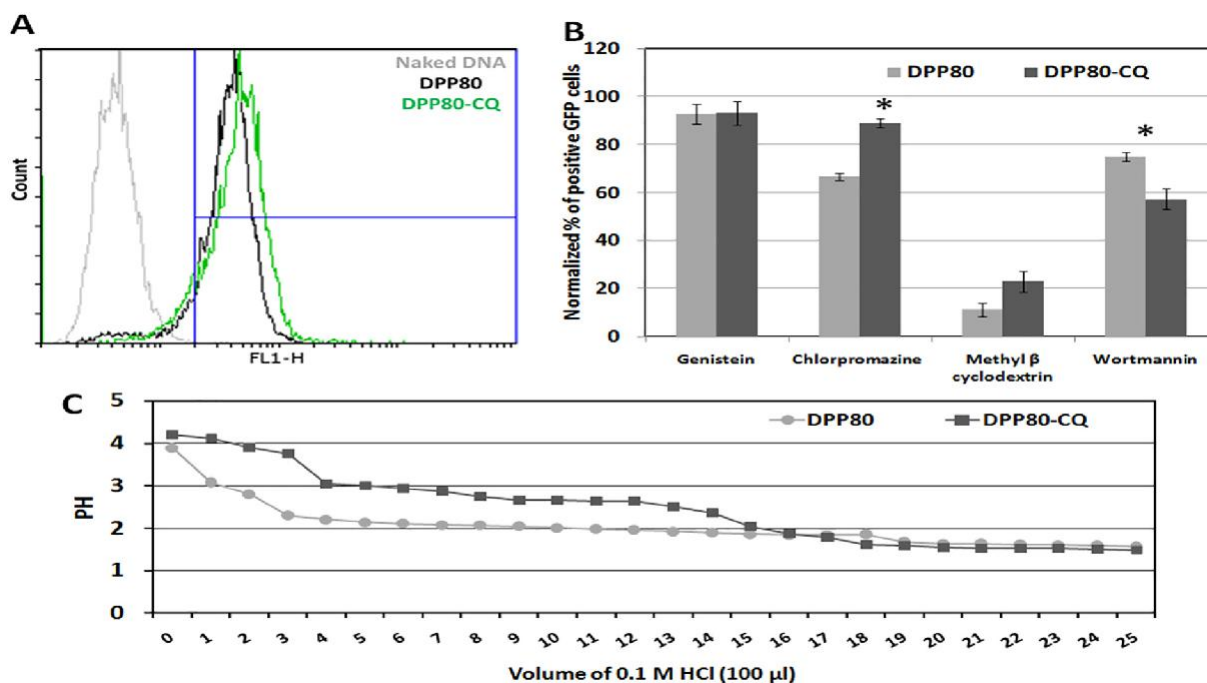 A
Naked DNA
DPP80
DPP80-CQ
Count
FL1-H
B
Normalized % of positive GFP cells
120
100
80
60
40
20
0
DPP80 DPP80-CQ
*
*
Genistein Chlorpromazine Methyl β cyclodextrin Wortmannin
C
PH
5
4
3
2
1
0
DPP80 DPP80-CQ
0 1 2 3 4 5 6 7 8 9 10 11 12 13 14 15 16 17 18 19 20 21 22 23 24 25
Volume of 0.1 M HCl (100 µl)